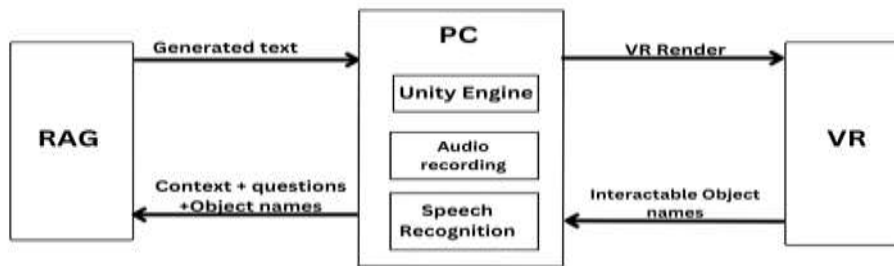 PC
Generated text
VR Render
Unity Engine
RAG
VR
Audio
recording
Context + questions
+Object names
Interactable Object
names
Speech
Recognition